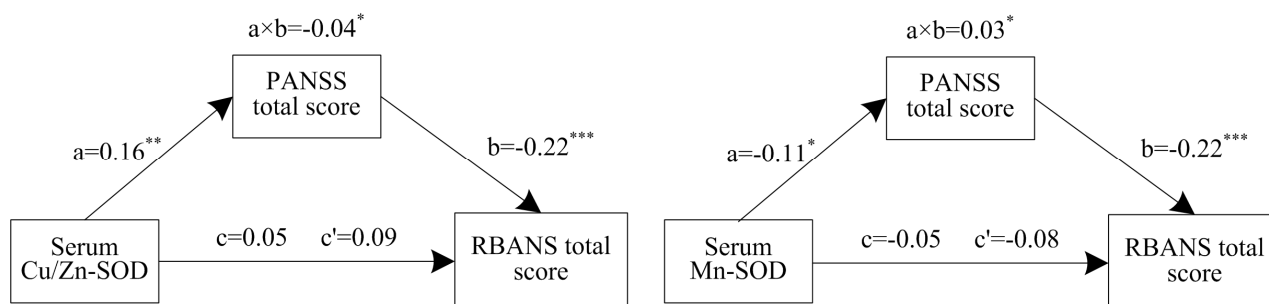 a×b=-0.04*
PANSS
total score
a=0.16**
b=-0.22***
Serum
Cu/Zn-SOD
c=0.05 c'=0.09
RBANS total
score
a×b=0.03*
PANSS
total score
a=-0.11*
b=-0.22***
Serum
Mn-SOD
c=-0.05 c'=-0.08
RBANS total
score